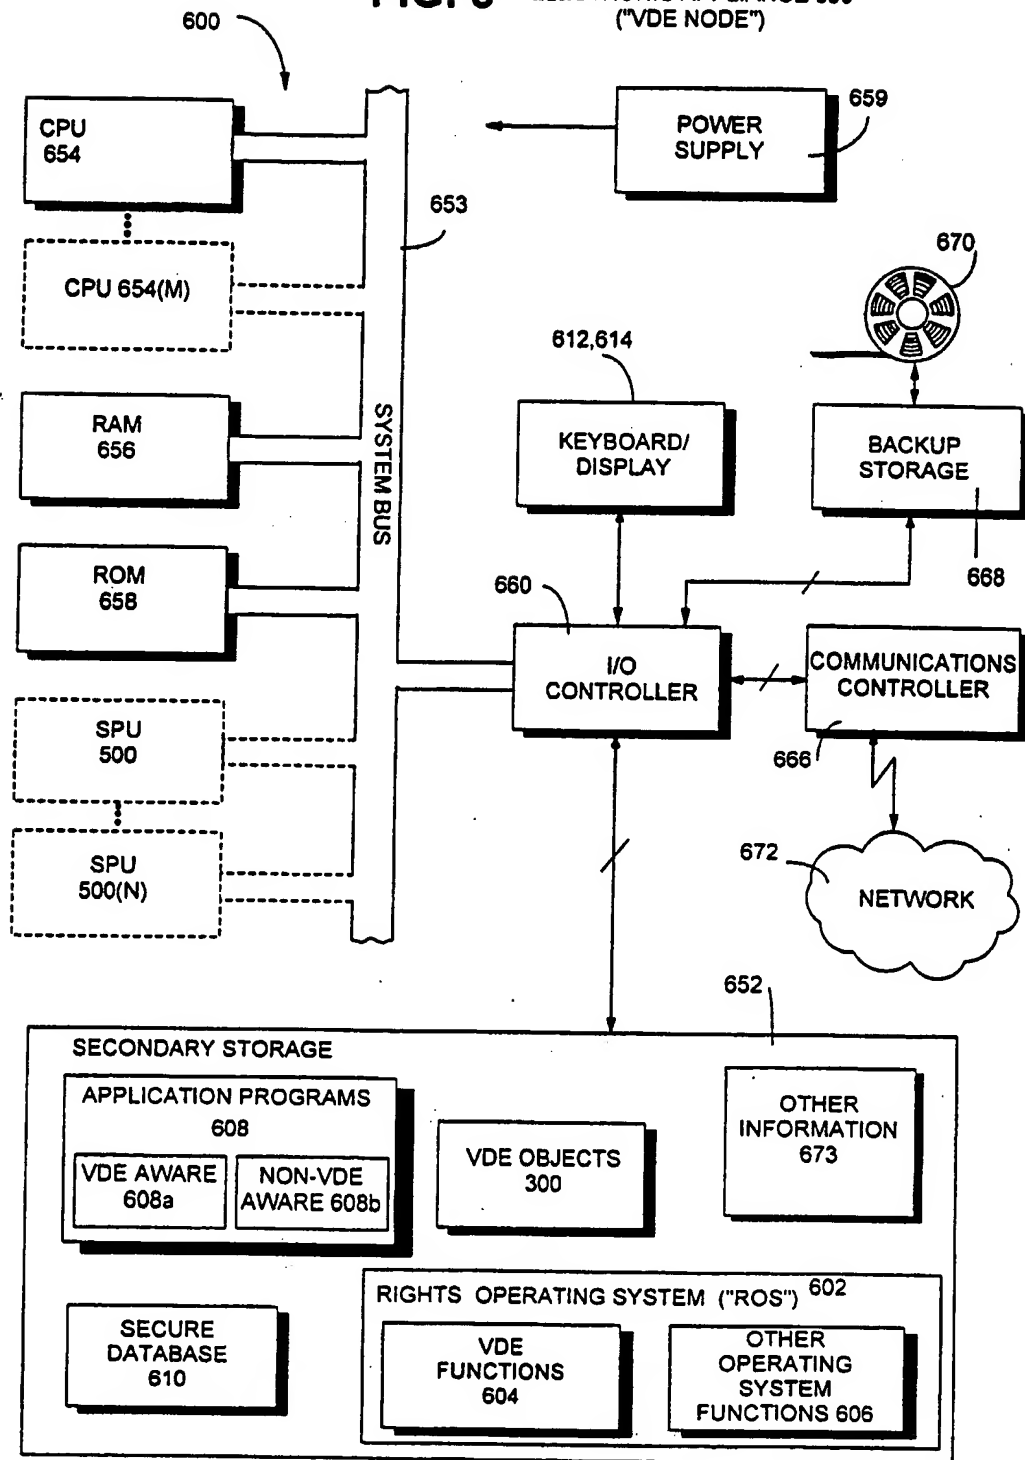 600
("VDE NODE")
CPU
654
POWER
SUPPLY
659
653
CPU 654(M)
670
612,614
RAM
656
SYSTEM BUS
KEYBOARD/
DISPLAY
BACKUP
STORAGE
668
ROM
658
660
I/O
CONTROLLER
COMMUNICATIONS
CONTROLLER
666
SPU
500
SPU
500(N)
672
NETWORK
652
SECONDARY STORAGE
APPLICATION PROGRAMS
608
VDE AWARE
608a
NON-VDE
AWARE 608b
VDE OBJECTS
300
OTHER
INFORMATION
673
RIGHTS OPERATING SYSTEM ("ROS") 602
SECURE
DATABASE
610
VDE
FUNCTIONS
604
OTHER
OPERATING
SYSTEM
FUNCTIONS 606